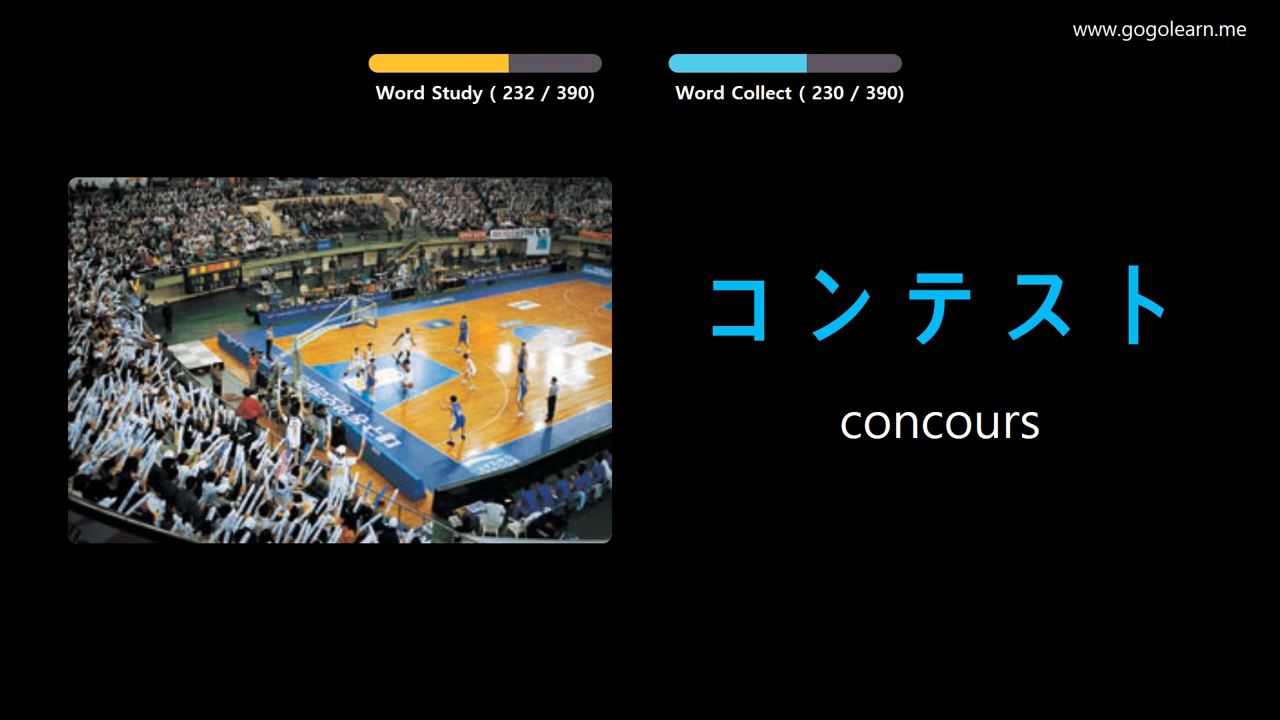 www.gogolearn.me
Word Study ( 232 / 390)
Word Collect ( 230 / 390)
コンテスト
concours